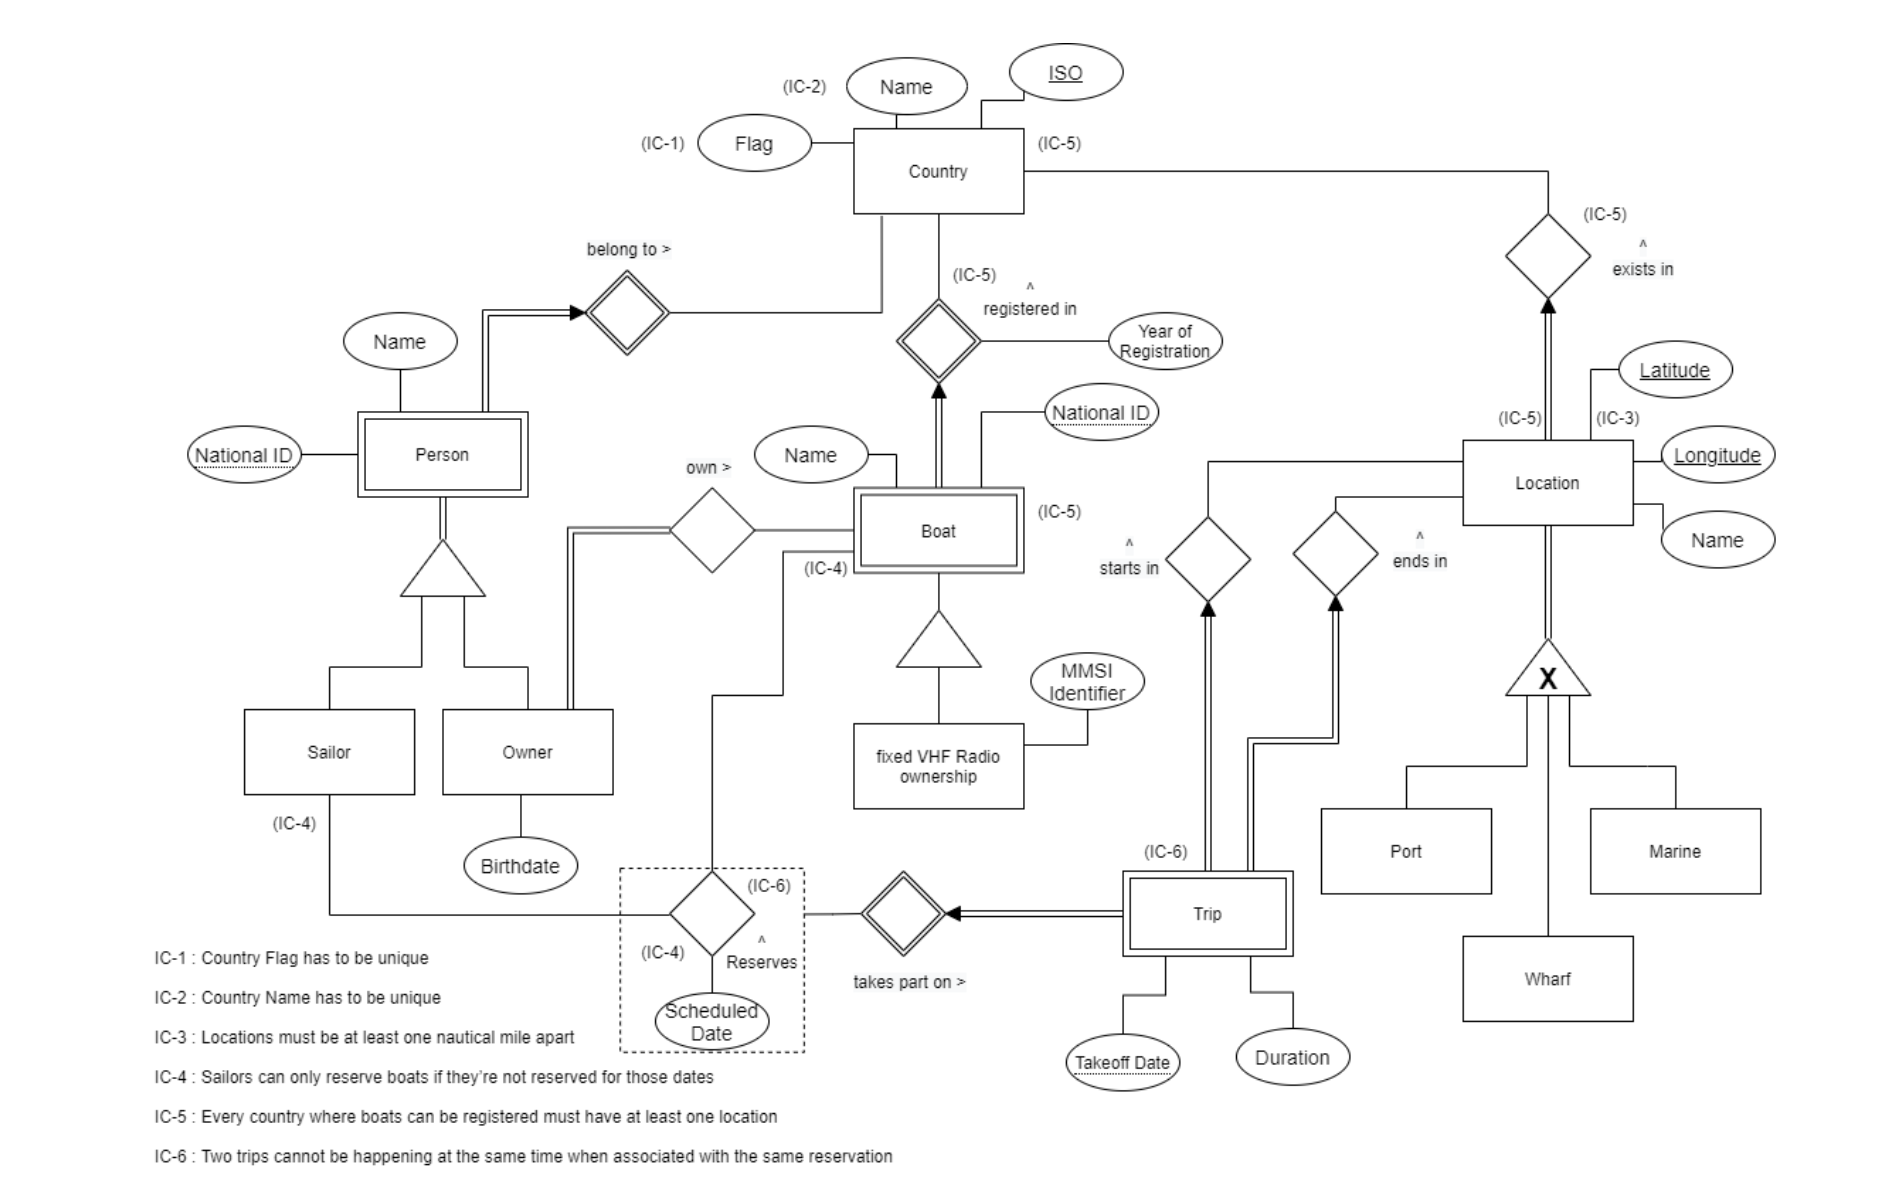 ISO
(IC-2)
Name
(IC-1)
Flag
(IC-5)
Country
(IC-5)
^
exists in
belong to >
(IC-5)
^
registered in
Name
Year of
Registration
Latitude
National ID
(IC-5)
(IC-3)
National ID
Person
own >
Name
Longitude
Location
(IC-5)
Boat
Name
(IC-4)
^
starts in
^
ends in
MMSI
Identifier
X
Sailor
Owner
fixed VHF Radio
ownership
(IC-4)
Birthdate
(IC-6)
Port
Marine
(IC-6)
Trip
(IC-4)
^
Reserves
takes part on >
Wharf
Scheduled
Date
Takeoff Date
Duration
IC-1 : Country Flag has to be unique
IC-2 : Country Name has to be unique
IC-3 : Locations must be at least one nautical mile apart
IC-4 : Sailors can only reserve boats if they're not reserved for those dates
IC-5 : Every country where boats can be registered must have at least one location
IC-6 : Two trips cannot be happening at the same time when associated with the same reservation